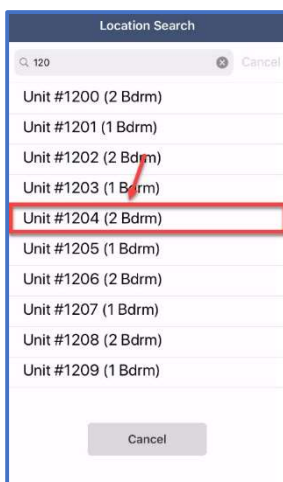 Location Search
120 Cancel
Unit #1200 (2 Bdrm)
Unit #1201 (1 Bdrm)
Unit #1202 (2 Bdrm)
Unit #1203 (1 Bdrm)
Unit #1204 (2 Bdrm)
Unit #1205 (1 Bdrm)
Unit #1206 (2 Bdrm)
Unit #1207 (1 Bdrm)
Unit #1208 (2 Bdrm)
Unit #1209 (1 Bdrm)
Cancel